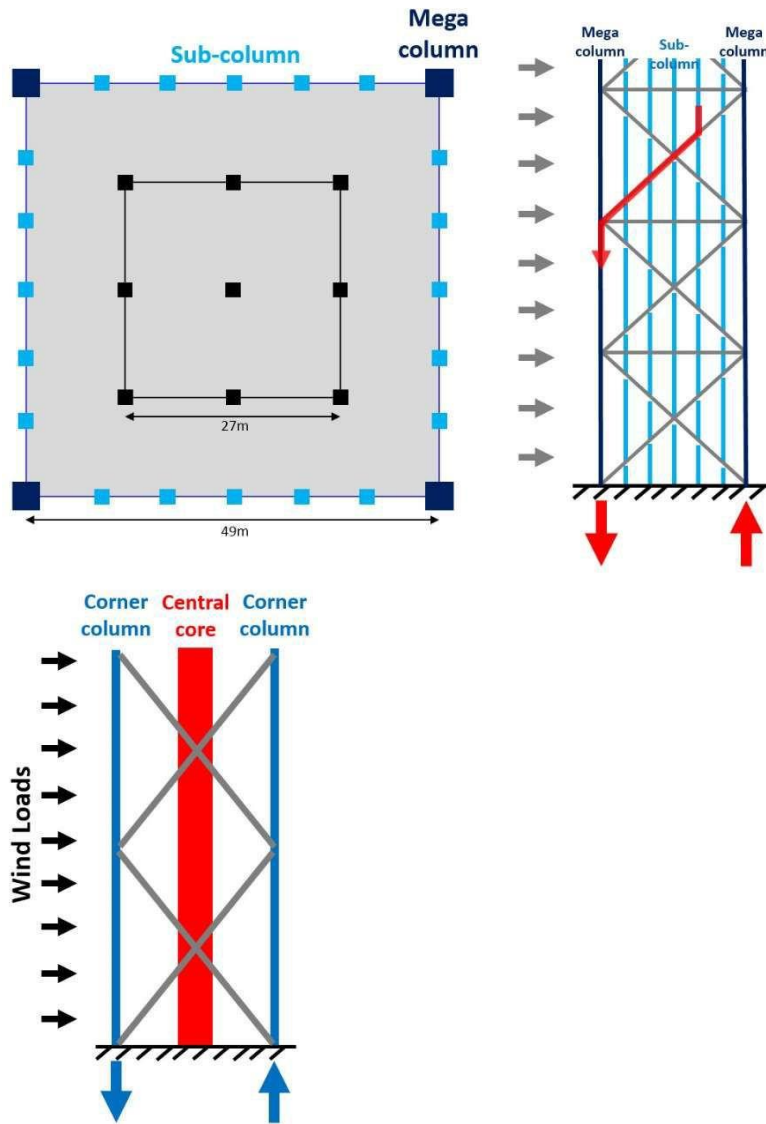 Sub-column
Mega
column
27m
49m
Mega
column
Sub-
column
Mega
column
Corner
column
Central
core
Corner
column
Wind Loads